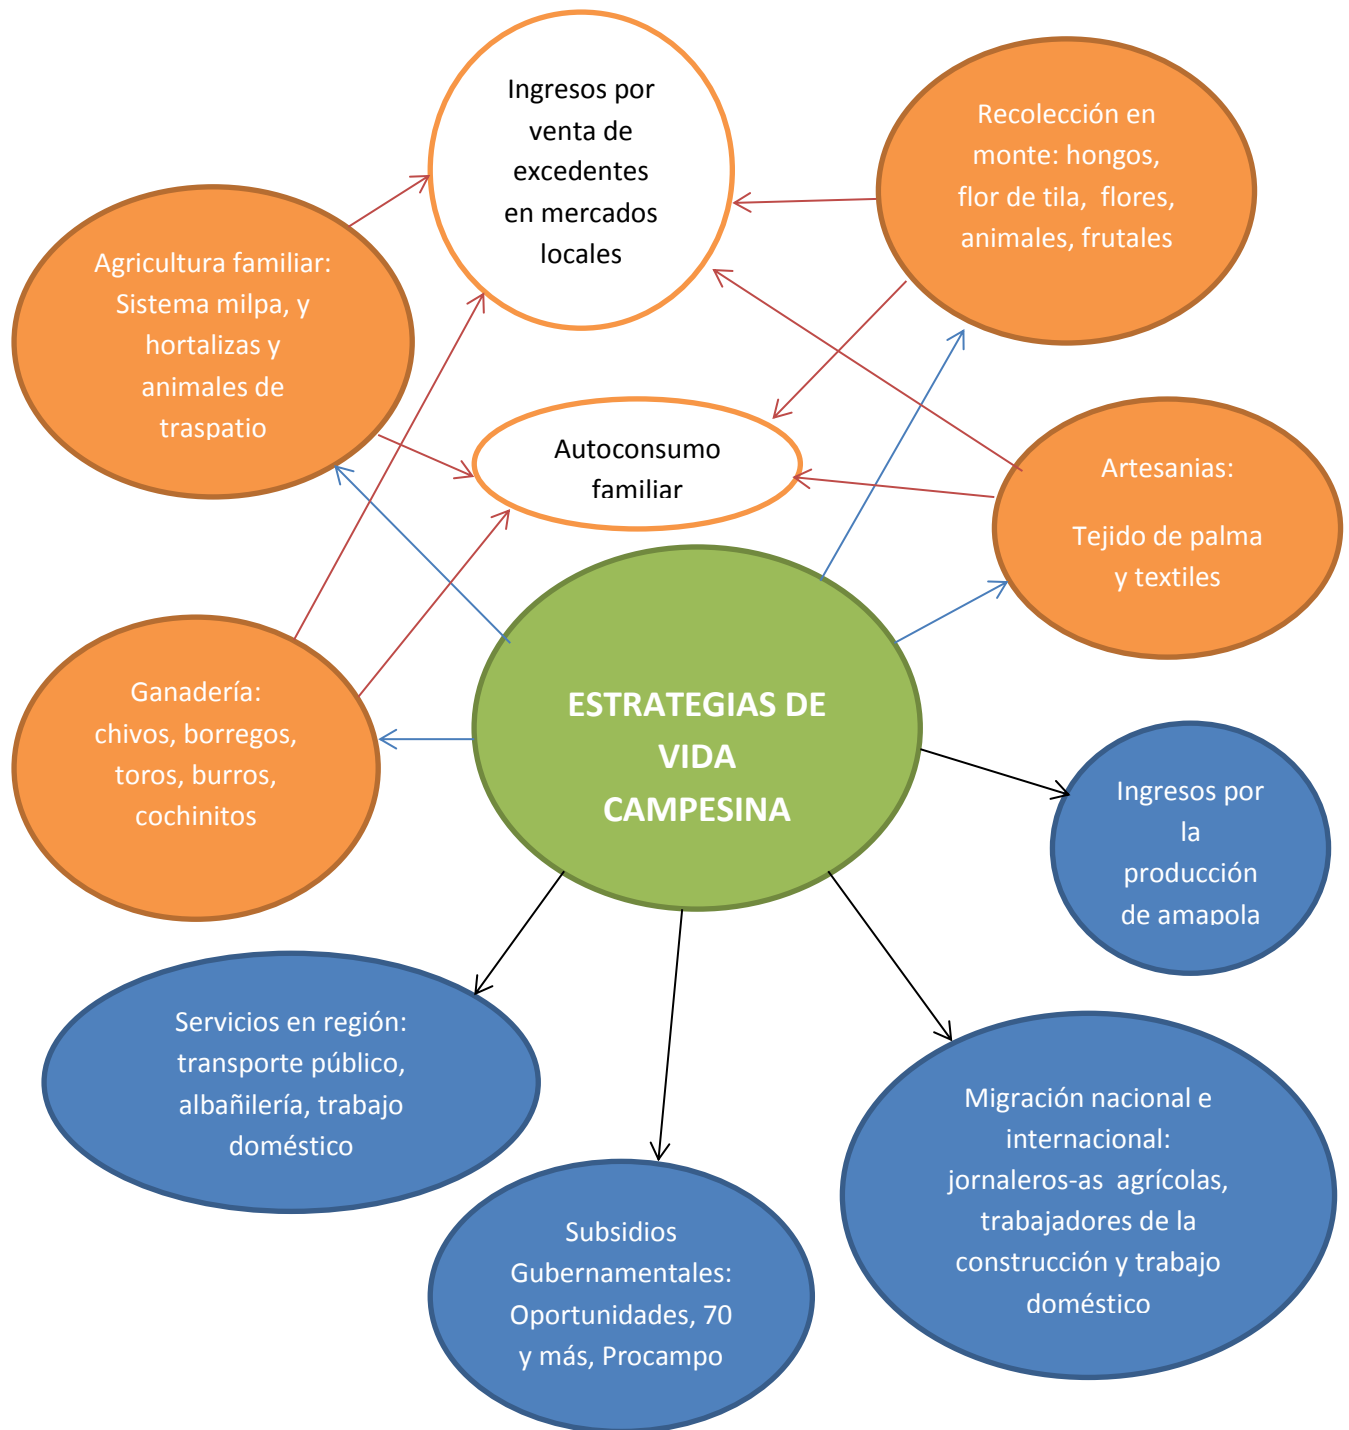 Ingresos por
venta de
excedentes
en mercados
locales
Recolección en
monte: hongos,
flor de tila,  flores,
animales, frutales
Agricultura familiar:
Sistema milpa, y
hortalizas y
animales de
traspatio
Autoconsumo
familiar
Artesanias:
Tejido de palma
y textiles
ESTRATEGIAS DE
VIDA
CAMPESINA
Ganadería:
chivos, borregos,
toros, burros,
cochinitos
Ingresos por
la
producción
de amapola
Servicios en región:
transporte público,
albañilería, trabajo
doméstico
Migración nacional e
internacional:
jornaleros-as  agrícolas,
trabajadores de la
construcción y trabajo
doméstico
Subsidios
Gubernamentales:
Oportunidades, 70
y más, Procampo